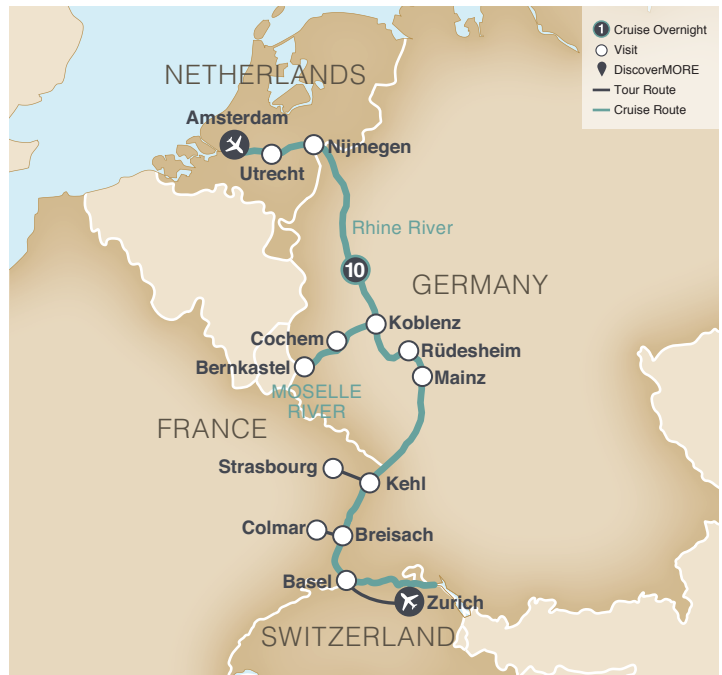 1 Cruise Overnight
Visit
DiscoverMORE
Tour Route
Cruise Route
NETHERLANDS
Amsterdam
Nijmegen
Utrecht
Rhine River
10
GERMANY
Koblenz
Cochem
Rüdesheim
Bernkastel
Mainz
MOSELLE
RIVER
FRANCE
Strasbourg
Kehl
Colmar
Breisach
Basel
Zurich
SWITZERLAND